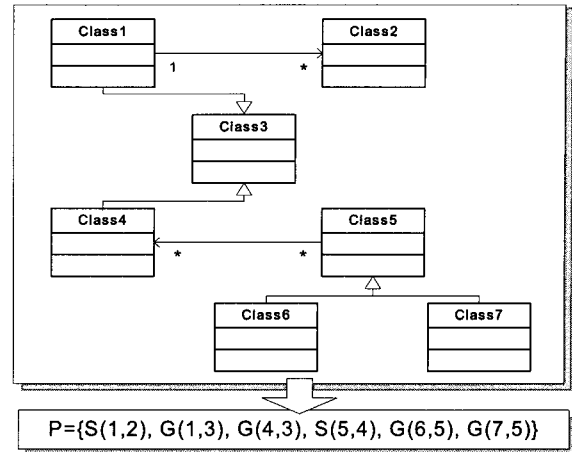 Class1
Class2
1
*
Class3
Class4
Class5
*
*
Class6
Class7
P={S(1,2), G(1,3), G(4,3), S(5,4), G(6,5), G(7,5)}